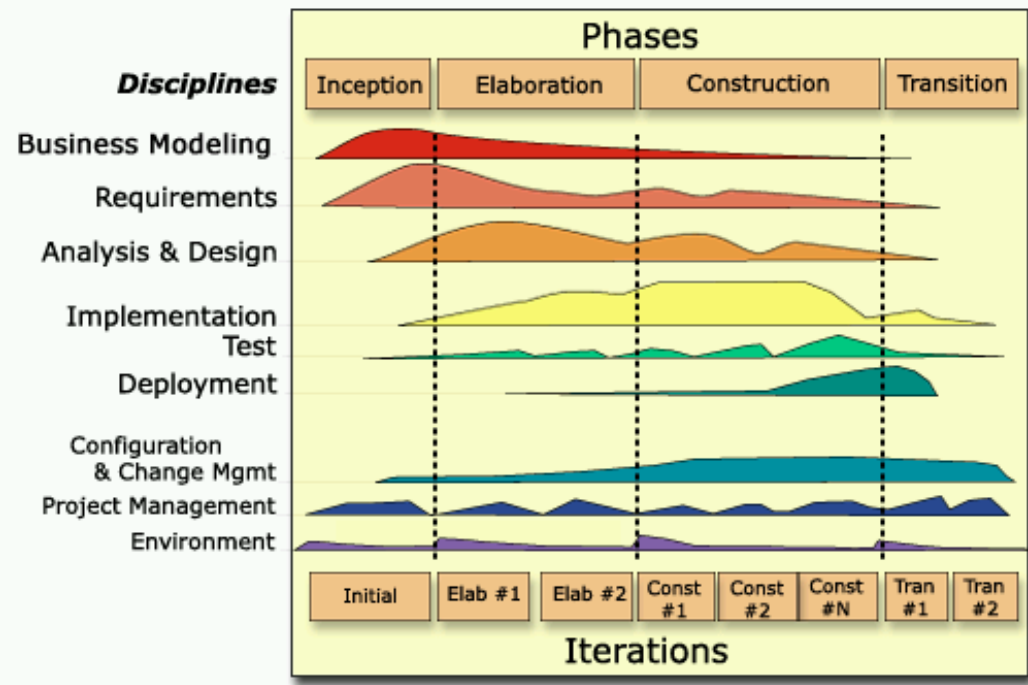 Phases
Disciplines
Inception
Elaboration
Construction
Transition
Business Modeling
Requirements
Analysis & Design
Implementation
Test
Deployment
Configuration
& Change Mgmt
Project Management
Environment
Initial
Elab #1
Elab #2
Const
#1
Const
#2
Const
#N
Tran
#1
Tran
#2
Iterations